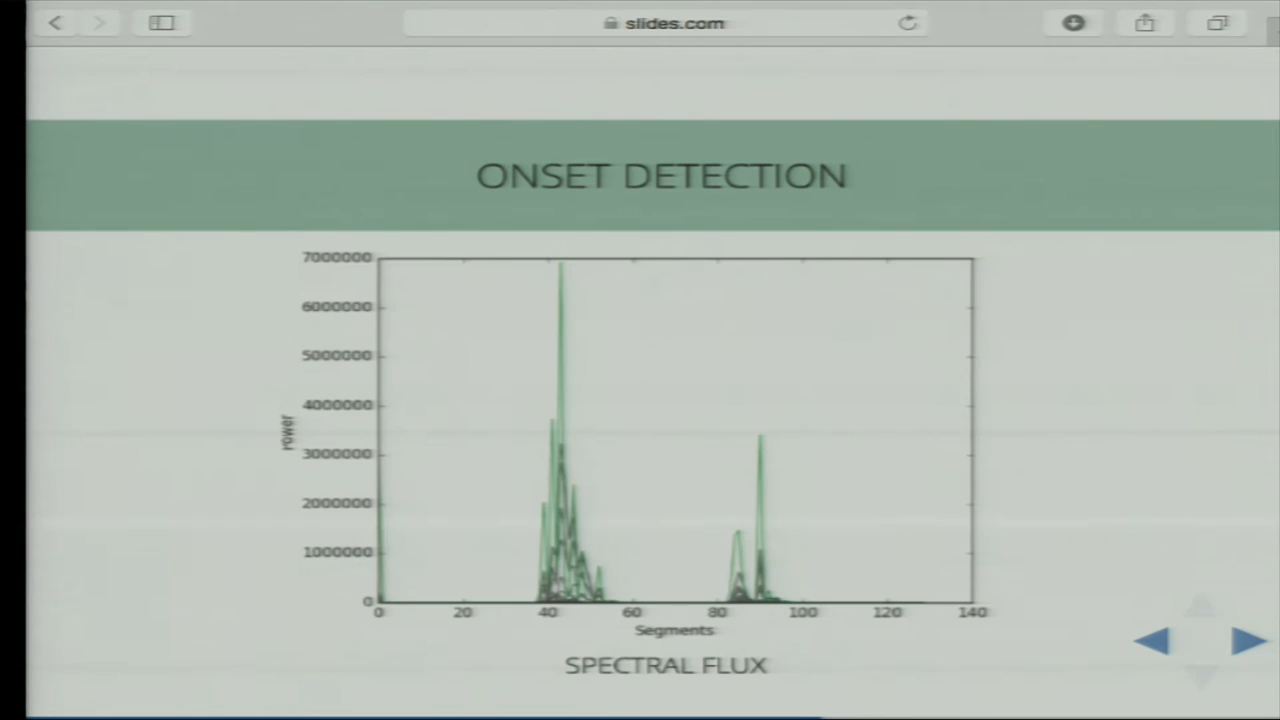 slides.com
ONSET DETECTION
7000000
6000000
5000000
4000000
3000000
2000000
1000000
0
Power
0 20 40 60 80 100 120 140
Segments
SPECTRAL FLUX